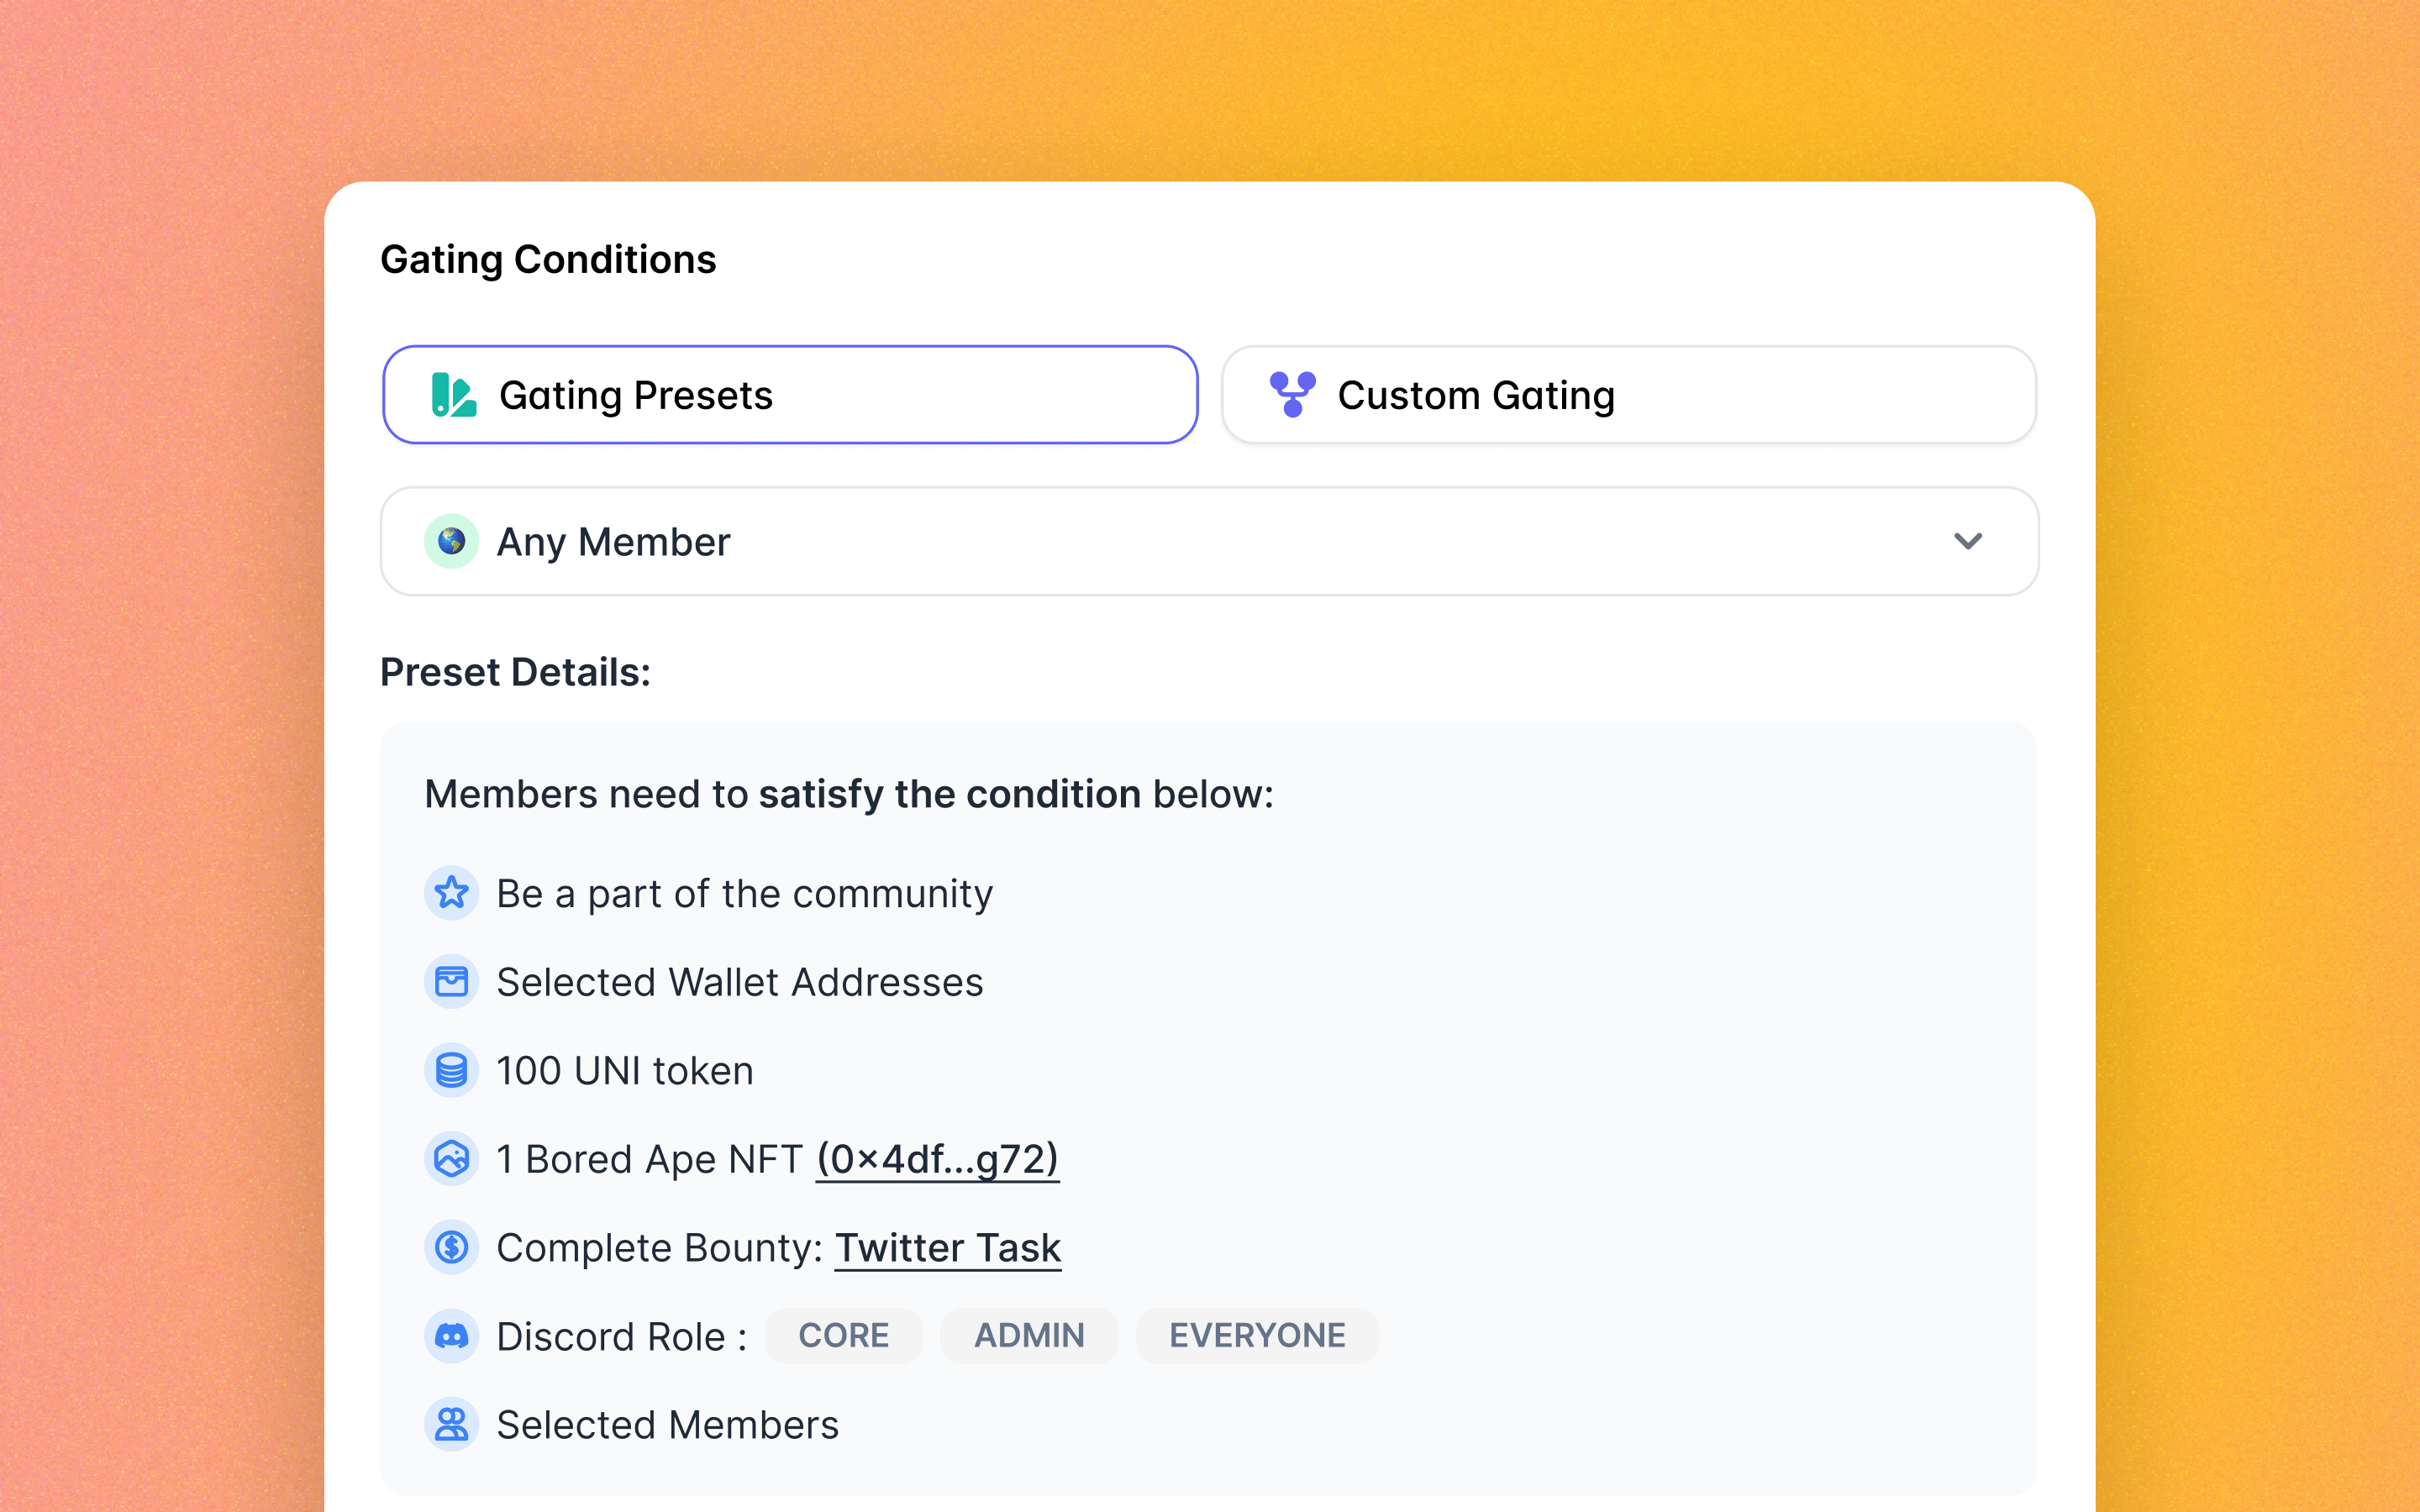 Gating Conditions
Gating Presets
Custom Gating
Any Member
Preset Details:
Members need to satisfy the condition below:
Be a part of the community
Selected Wallet Addresses
100 UNI token
1 Bored Ape NFT (0×4df...g72)
Complete Bounty: Twitter Task
Discord Role : CORE ADMIN EVERYONE
Selected Members